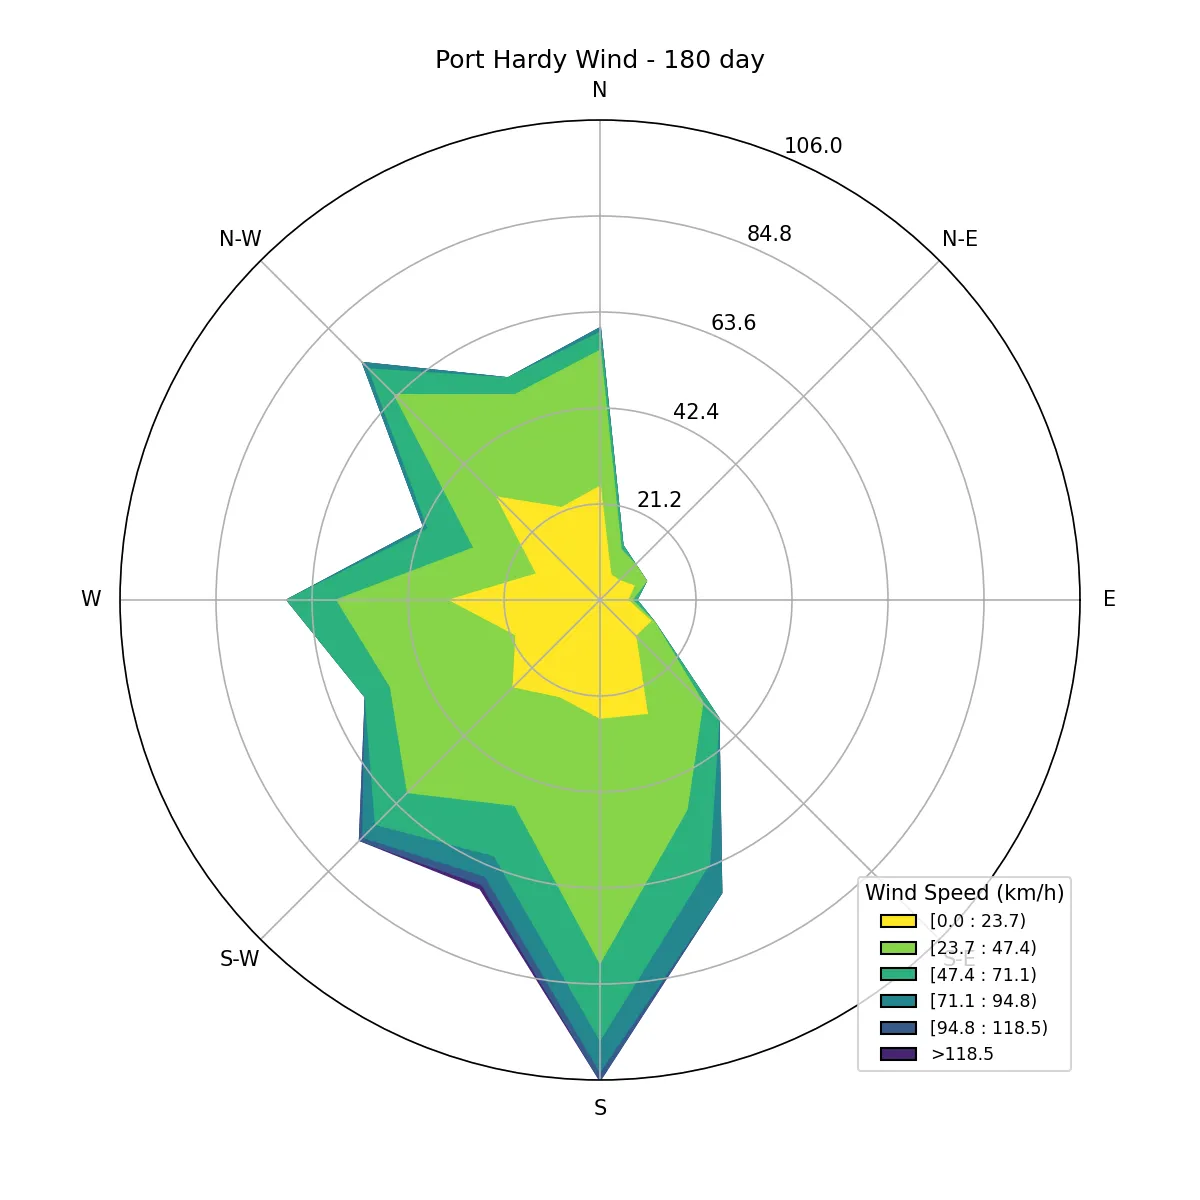 Port Hardy Wind - 180 day
N
106.0
84.8
N-W
N-E
63.6
42.4
21.2
W
E
Wind Speed (km/h)
[0.0 : 23.7)
[23.7 : 47.4)
S-W
S-E
[47.4 : 71.1)
[71.1 : 94.8)
[94.8 : 118.5)
>118.5
S